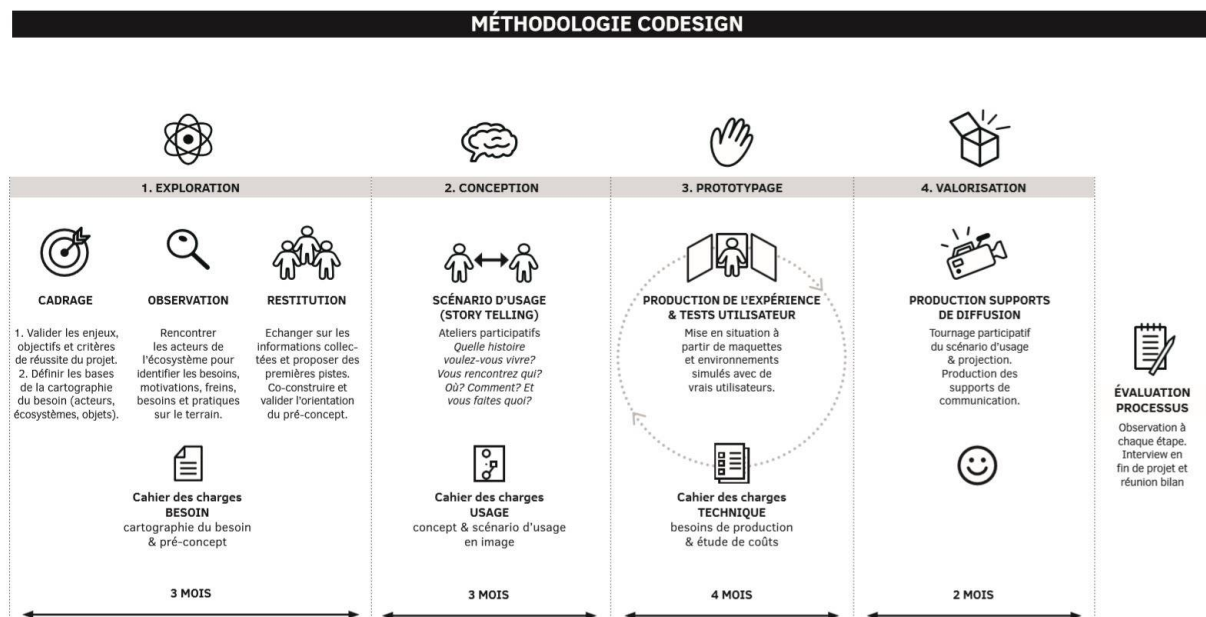 MÉTHODOLOGIE CODESIGN
1. EXPLORATION
CADRAGE
1. Valider les enjeux,
objectifs et critères
de réussite du projet.
2. Définir les bases
de la cartographie
du besoin (acteurs,
écosystèmes, objets).
OBSERVATION
Rencontrer
les acteurs de
l'écosystème pour
identifier les besoins,
motivations, freins,
besoins et pratiques
sur le terrain.
RESTITUTION
Echanger sur les
informations collec-
tées et proposer des
premières pistes.
Co-construire et
valider l'orientation
du pré-concept.
Cahier des charges
BESOIN
cartographie du besoin
& pré-concept
3 MOIS
2. CONCEPTION
SCÉNARIO D'USAGE
(STORY TELLING)
Ateliers participatifs
Quelle histoire
voulez-vous vivre?
Vous rencontrez qui?
Où? Comment? Et
vous faites quoi?
Cahier des charges
USAGE
concept & scénario d'usage
en image
3 MOIS
3. PROTOTYPAGE
PRODUCTION DE L'EXPÉRIENCE
& TESTS UTILISATEUR
Mise en situation à
partir de maquettes
et environnements
simulés avec de
vrais utilisateurs.
Cahier des charges
TECHNIQUE
besoins de production
& étude de coûts
4 MOIS
4. VALORISATION
PRODUCTION SUPPORTS
DE DIFFUSION
Tournage participatif
du scénario d'usage
& projection.
Production des
supports de
communication.
2 MOIS
ÉVALUATION
PROCESSUS
Observation à
chaque étape.
Interview en
fin de projet et
réunion bilan